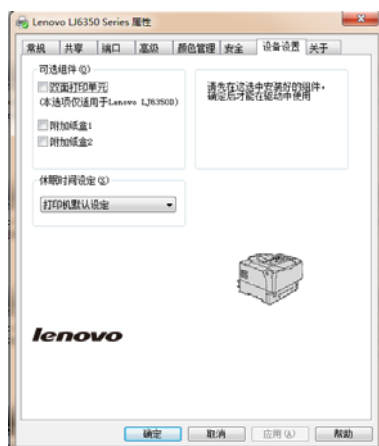 Lenovo LJ6350 Series 属性
常规 共享 端口 高级 颜色管理 安全 设备设置 关于
可选组件(O)
双面打印单元
(本选项仅适用于Lenovo LJ6350D)
附加纸盒1
附加纸盒2
请先在这选中安装好的组件,
确定后才能在驱动中使用
休眠时间设定(S)
打印机默认设定
lenovo
确定 取消 应用(A) 帮助